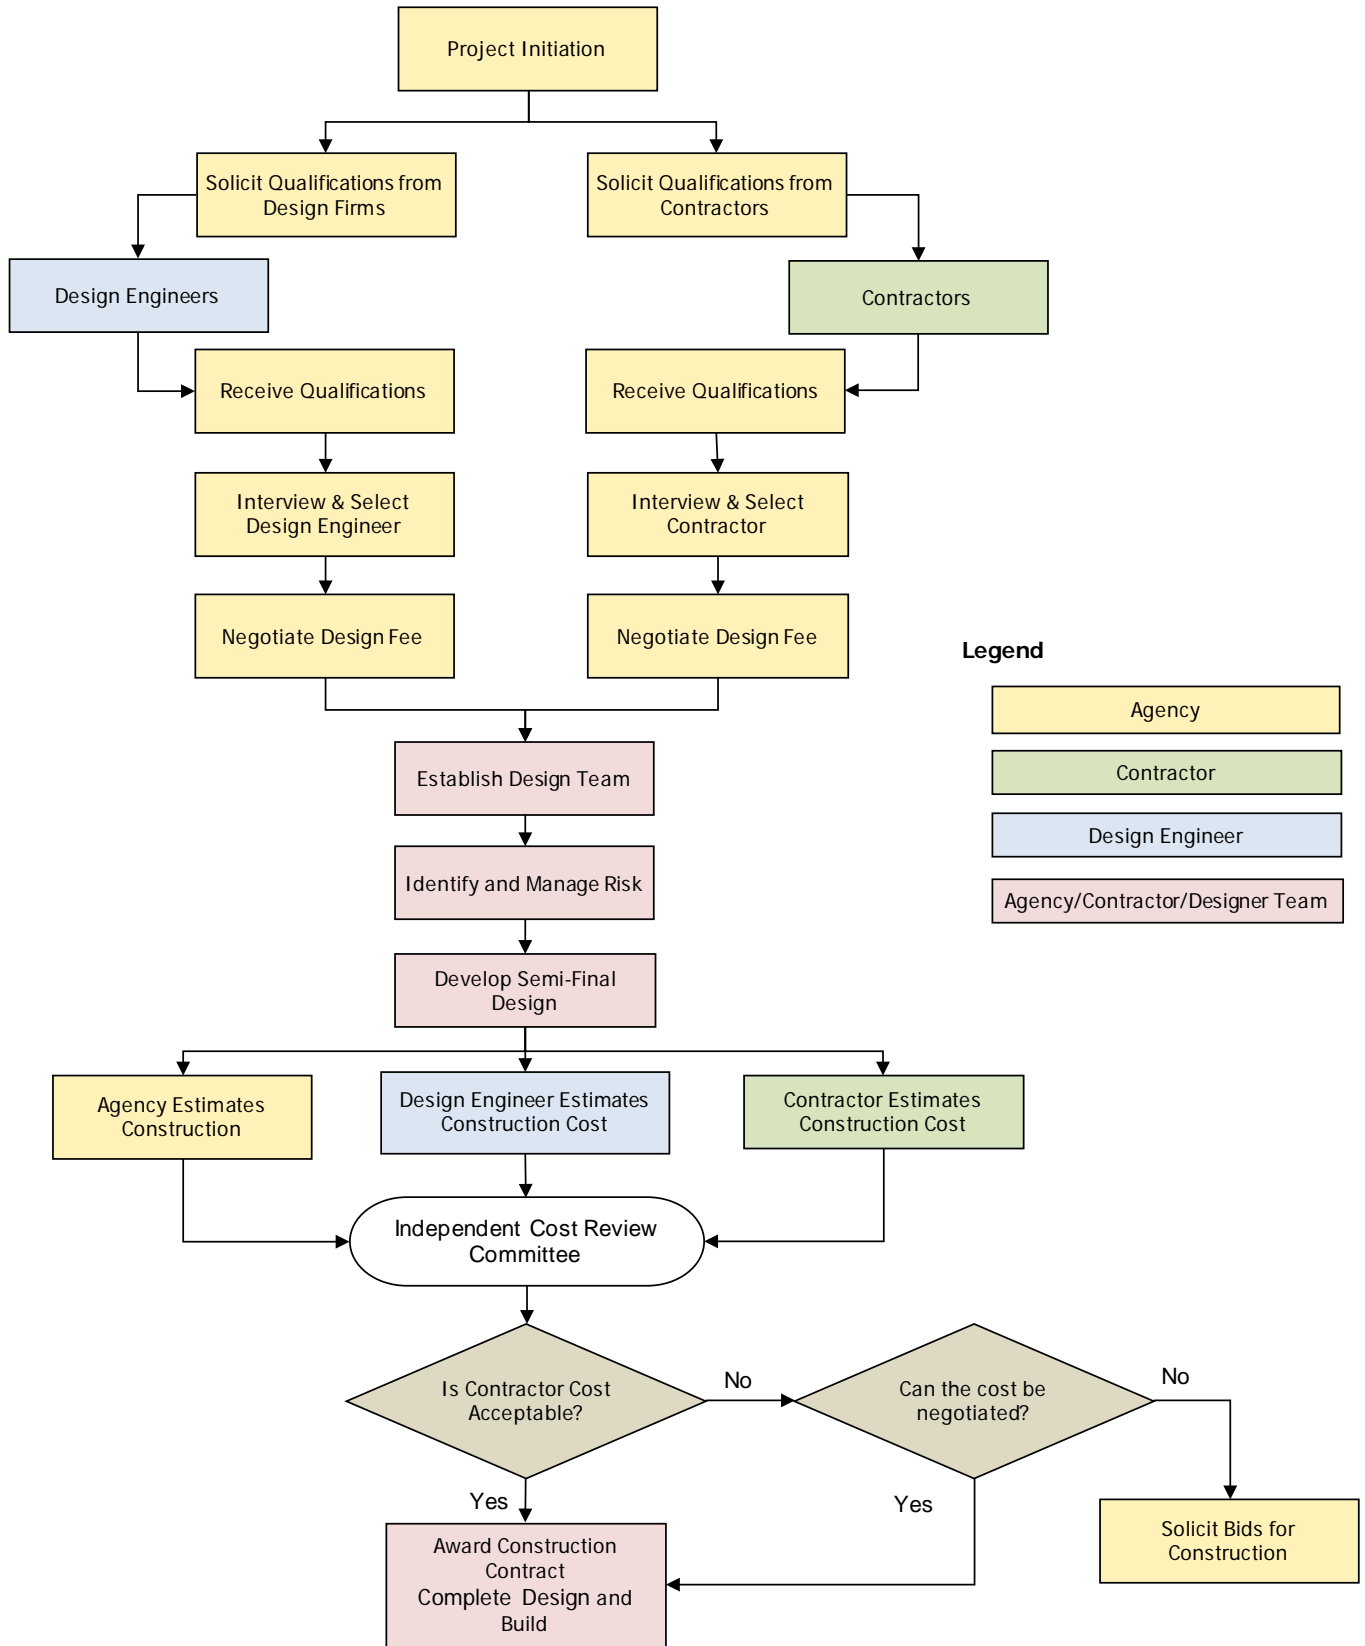 Project Initiation
Solicit Qualifications from
Design Firms
Solicit Qualifications from
Contractors
Design Engineers
Contractors
Receive Qualifications
Receive Qualifications
Interview & Select
Design Engineer
Interview & Select
Contractor
Negotiate Design Fee
Negotiate Design Fee
Legend
Agency
Contractor
Design Engineer
Agency/Contractor/Designer Team
Establish Design Team
Identify and Manage Risk
Develop Semi-Final
Design
Agency Estimates
Construction
Design Engineer Estimates
Construction Cost
Contractor Estimates
Construction Cost
Independent Cost Review
Committee
Is Contractor Cost
Acceptable?
No
Can the cost be
negotiated?
No
Yes
Yes
Award Construction
Contract
Complete Design and
Build
Solicit Bids for
Construction